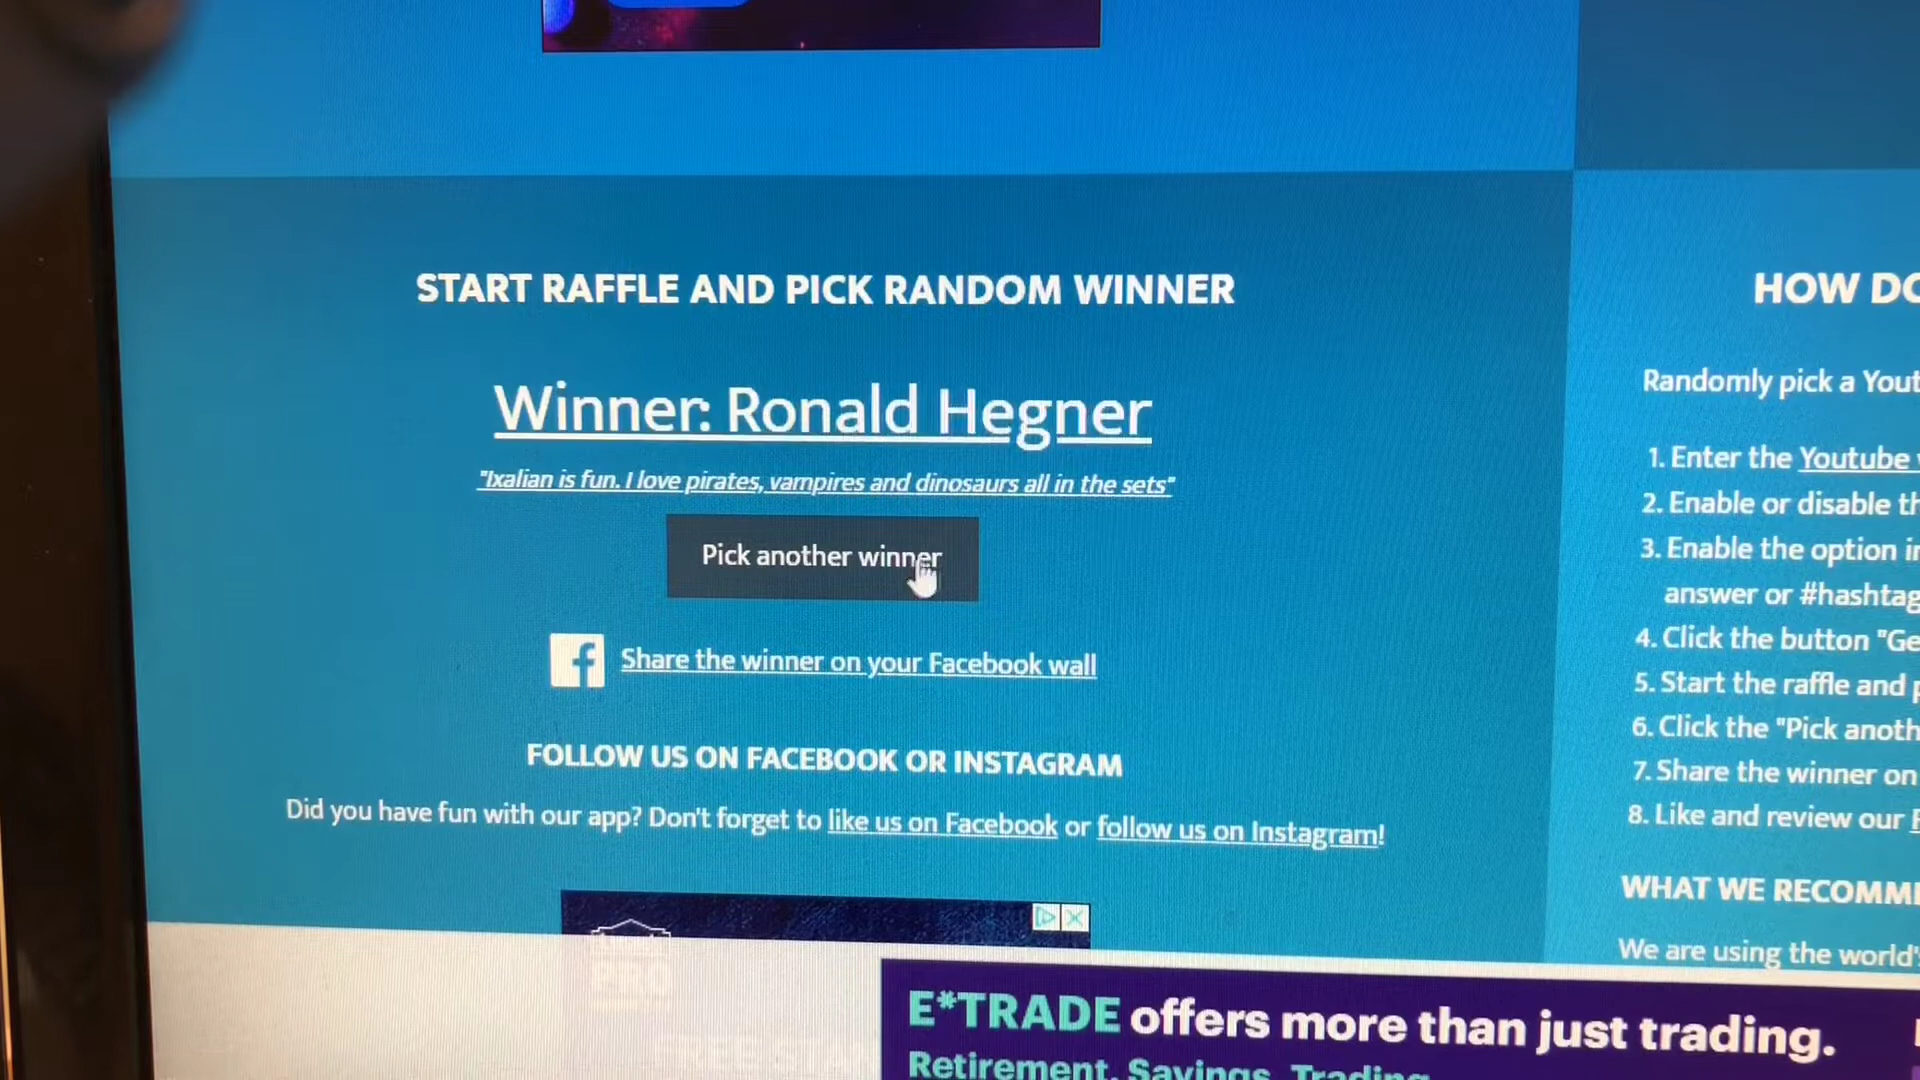 START RAFFLE AND PICK RANDOM WINNER
Winner: Ronald Hegner
"Ixalian is fun. I love pirates, vampires and dinosaurs all in the sets"
Pick another winner
Share the winner on your Facebook wall
FOLLOW US ON FACEBOOK OR INSTAGRAM
Did you have fun with our app? Don't forget to like us on Facebook or follow us on Instagram!
PRO
HOW DO
Randomly pick a Yout
1. Enter the Youtube
2. Enable or disable th
3. Enable the option in
answer or #hashtag
4. Click the button "Ge
5. Start the raffle and p
6. Click the "Pick anoth
7. Share the winner on
8. Like and review our F
WHAT WE RECOMM
We are using the world's
E*TRADE offers more than just trading.
Retirement. Savings. Trading